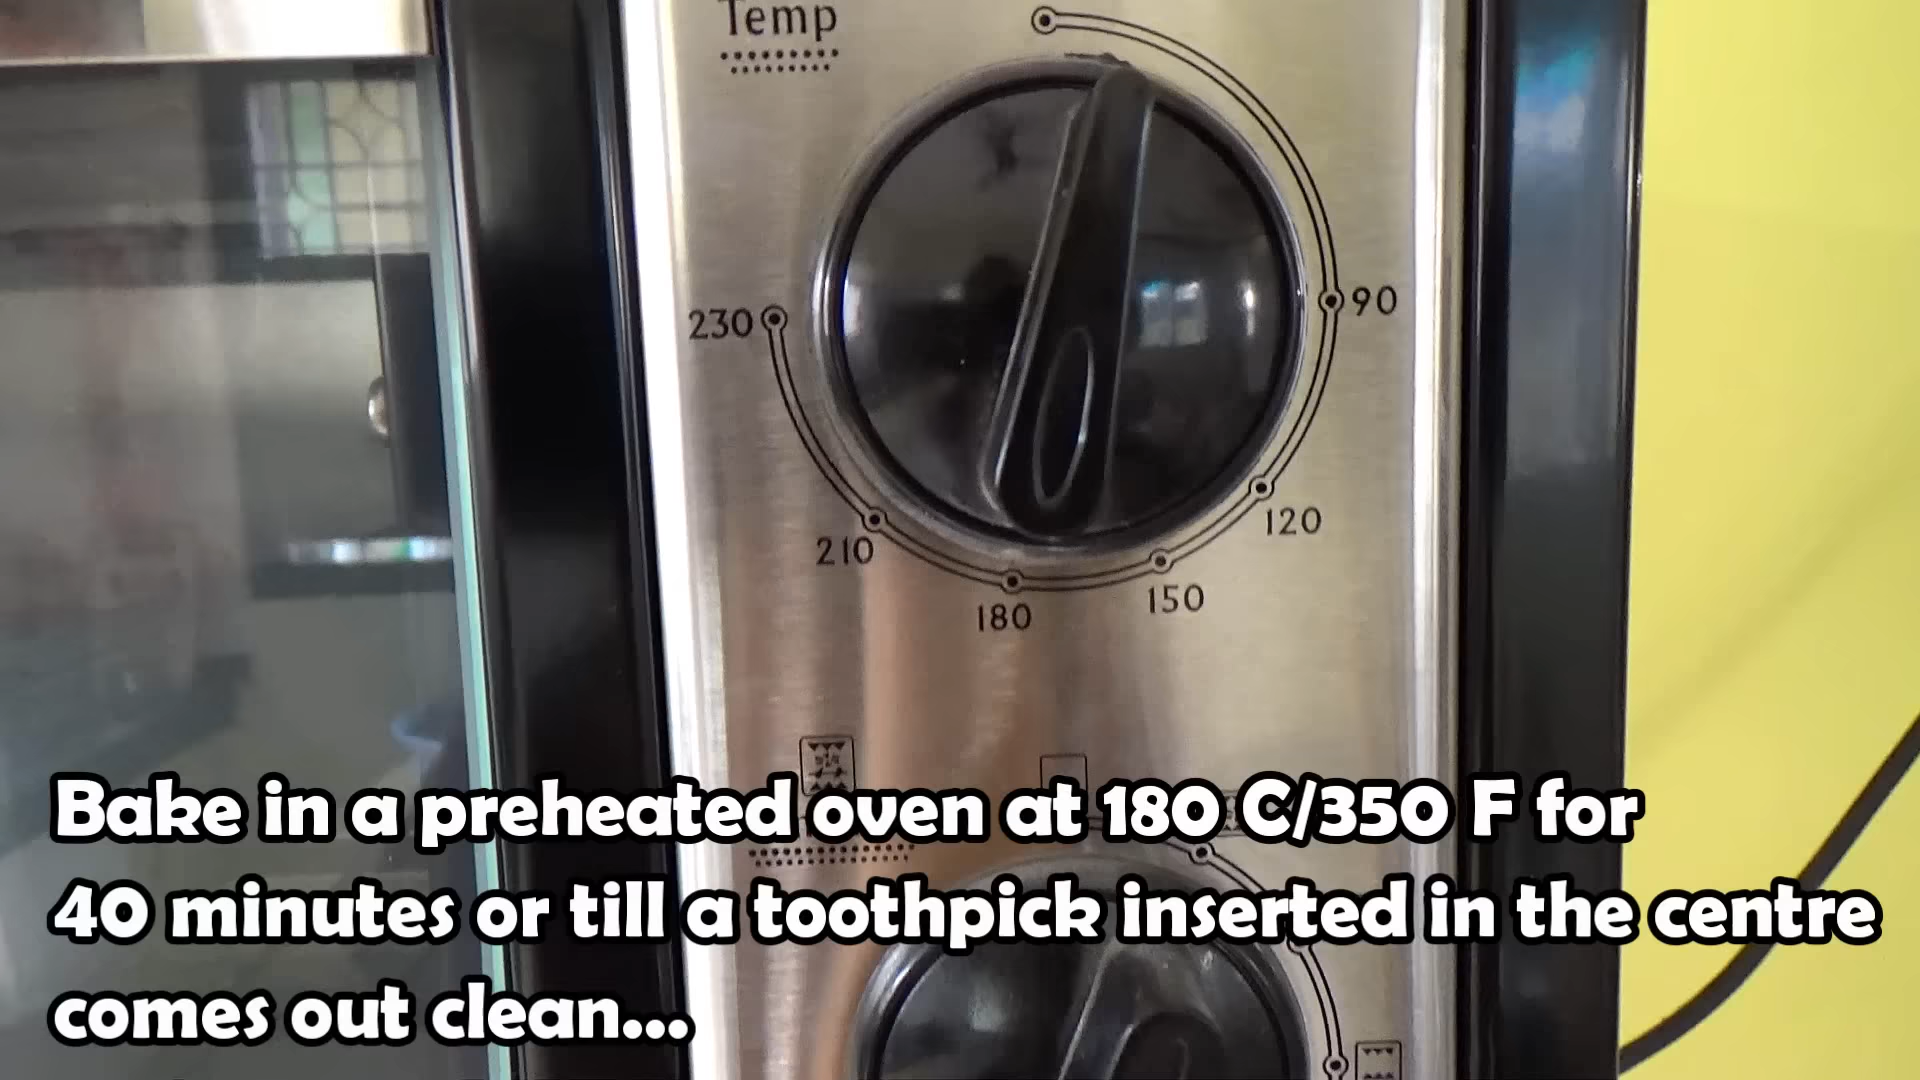 Temp
90
230
120
210
150
180
Bake in a preheated oven at 180 C/350 F for
40 minutes or till a toothpick inserted in the centre
comes out clean...